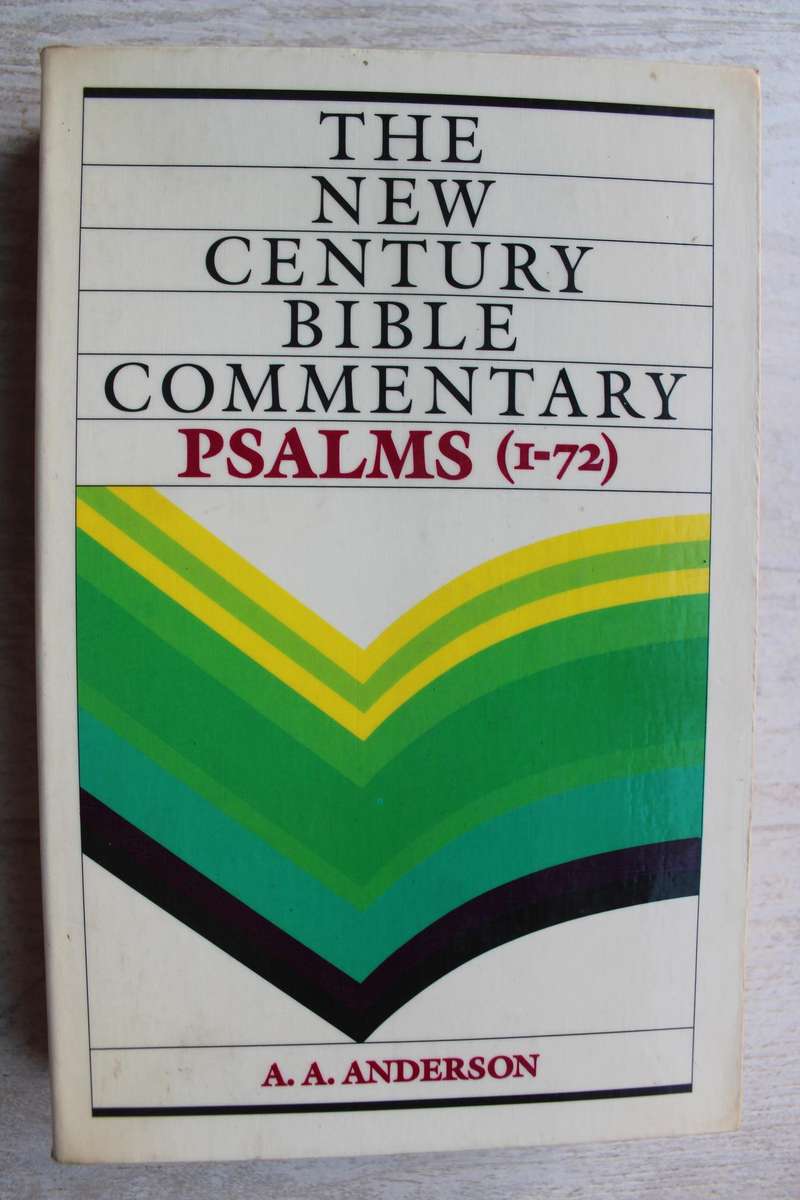 THE
NEW
CENTURY
BIBLE
COMMENTARY
PSALMS (1-72)
A. A. ANDERSON